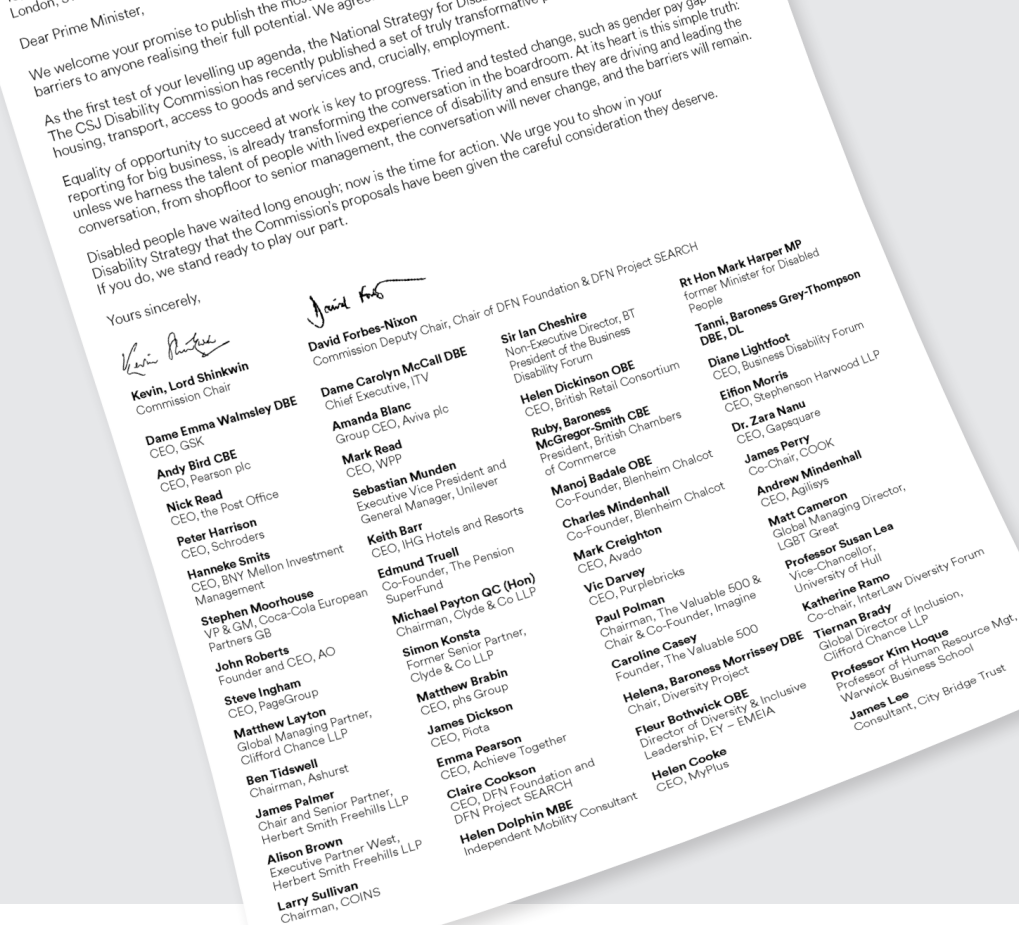 London, S
Dear Prime Minister,
We welcome your promise to publish the mos
barriers to anyone realising their full potential. We agre
As the first test of your levelling up agenda, the National Strategy for Disa
The CSJ Disability Commission has recently published a set of truly transformative p
housing, transport, access to goods and services and, crucially, employment.
Equality of opportunity to succeed at work is key to progress. Tried and tested change, such as gender pay gap
reporting for big business, is already transforming the conversation in the boardroom. At its heart is this simple truth:
unless we harness the talent of people with lived experience of disability and ensure they are driving and leading the
conversation, from shopfloor to senior management, the conversation will never change, and the barriers will remain.
Disabled people have waited long enough; now is the time for action. We urge you to show in your
Disability Strategy that the Commission's proposals have been given the careful consideration they deserve.
If you do, we stand ready to play our part.
Yours sincerely,
Kevin Shinkwin
Kevin, Lord Shinkwin
Commission Chair
David Forbes-Nixon
Commission Deputy Chair, Chair of DFN Foundation & DFN Project SEARCH
Dame Emma Walmsley DBE
CEO, GSK
Andy Bird CBE
CEO, Pearson plc
Nick Read
CEO, the Post Office
Peter Harrison
CEO, Schroders
Hanneke Smits
CEO, BNY Mellon Investment
Management
Stephen Moorhouse
VP & GM, Coca-Cola European
Partners GB
John Roberts
Founder and CEO, AO
Steve Ingham
CEO, PageGroup
Matthew Layton
Global Managing Partner,
Clifford Chance LLP
Ben Tidswell
Chairman, Ashurst
James Palmer
Chair and Senior Partner,
Herbert Smith Freehills LLP
Alison Brown
Executive Partner West,
Herbert Smith Freehills LLP
Larry Sullivan
Chairman, COINS
Dame Carolyn McCall DBE
Chief Executive, ITV
Amanda Blanc
Group CEO, Aviva plc
Mark Read
CEO, WPP
Sebastian Munden
Executive Vice President and
General Manager, Unilever
Keith Barr
CEO, IHG Hotels and Resorts
Edmund Truell
Co-Founder, The Pension
SuperFund
Michael Payton QC (Hon)
Chairman, Clyde & Co LLP
Simon Konsta
Former Senior Partner,
Clyde & Co LLP
Matthew Brabin
CEO, phs Group
James Dickson
CEO, Piota
Emma Pearson
CEO, Achieve Together
Claire Cookson
CEO, DFN Foundation and
DFN Project SEARCH
Helen Dolphin MBE
Independent Mobility Consultant
Sir Ian Cheshire
Non-Executive Director, BT
President of the Business
Disability Forum
Helen Dickinson OBE
CEO, British Retail Consortium
Ruby, Baroness
McGregor-Smith CBE
President, British Chambers
of Commerce
Manoj Badale OBE
Co-Founder, Blenheim Chalcot
Charles Mindenhall
Co-Founder, Blenheim Chalcot
Mark Creighton
CEO, Avado
Vic Darvey
CEO, Purplebricks
Paul Polman
Chairman, The Valuable 500 &
Chair & Co-Founder, Imagine
Caroline Casey
Founder, The Valuable 500
Helena, Baroness Morrissey DBE
Chair, Diversity Project
Fleur Bothwick OBE
Director of Diversity & Inclusive
Leadership, EY – EMEIA
Helen Cooke
CEO, MyPlus
Rt Hon Mark Harper MP
former Minister for Disabled
People
Tanni, Baroness Grey-Thompson
DBE, DL
Diane Lightfoot
CEO, Business Disability Forum
Eifion Morris
CEO, Stephenson Harwood LLP
Dr. Zara Nanu
CEO, Gapsquare
James Perry
Co-Chair, COOK
Andrew Mindenhall
CEO, Agilisys
Matt Cameron
Global Managing Director,
LGBT Great
Professor Susan Lea
Vice-Chancellor,
University of Hull
Katherine Ramo
Co-chair, InterLaw Diversity Forum
Tiernan Brady
Global Director of Inclusion,
Clifford Chance LLP
Professor Kim Hoque
Professor of Human Resource Mgt,
Warwick Business School
James Lee
Consultant, City Bridge Trust